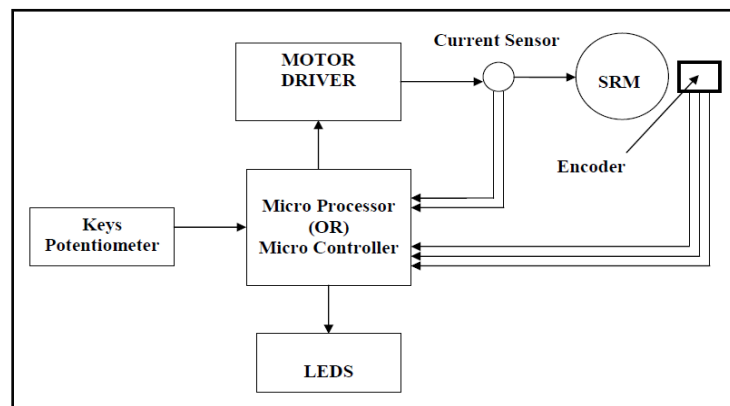 Current Sensor
MOTOR
DRIVER
SRM
Encoder
Micro Processor
(OR)
Micro Controller
Keys
Potentiometer
LEDS